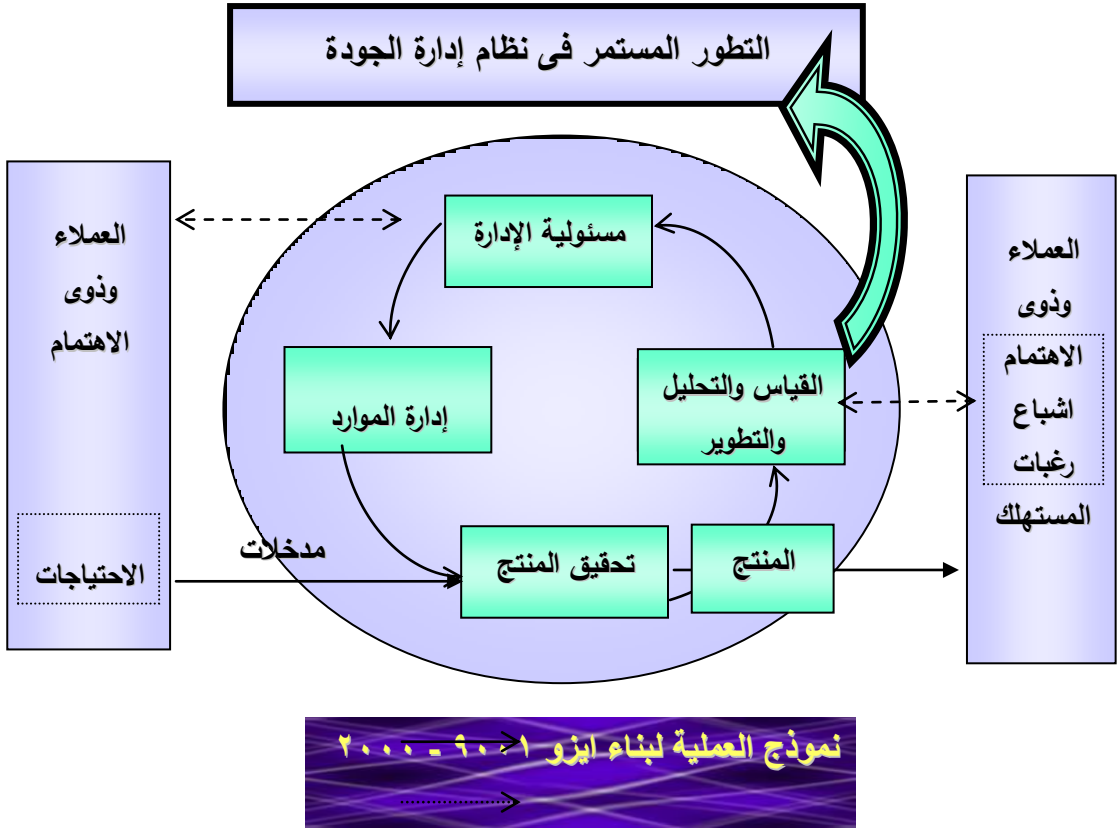 التطور المستمر فى نظام إدارة الجودة
العملاء
وذوى
الاهتمام
الاحتياجات
مسئولية الإدارة
إدارة الموارد
القياس والتحليل
والتطوير
مدخلات
تحقيق المنتج
المنتج
العملاء
وذوى
الاهتمام
اشباع
رغبات
المستهلك
نموذج العملية لبناء ايزو ٩٠٠١ - ٢٠٠٠